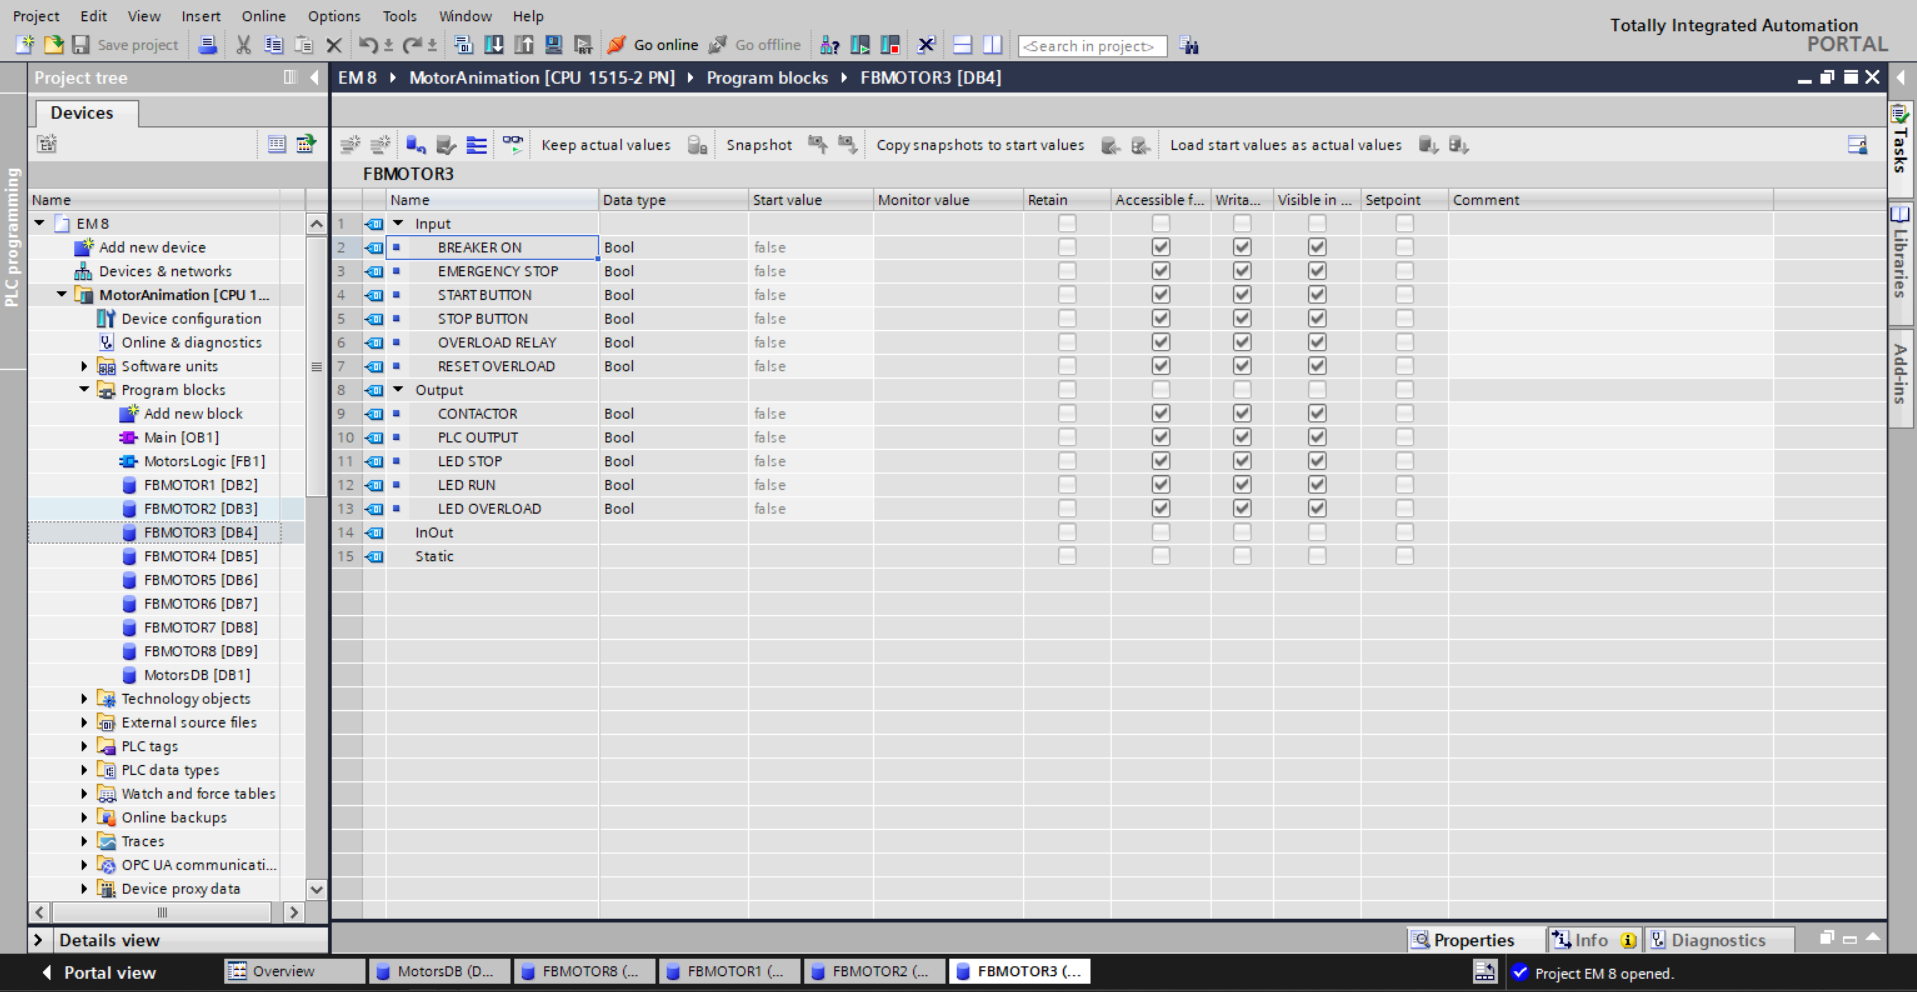 Project Edit View Insert Online Options Tools Window Help
Totally Integrated Automation
PORTAL
Save project
Go online
Go offline
<Search in project>
Project tree
EM 8 MotorAnimation [CPU 1515-2 PN] Program blocks FBMOTOR3 [DB4]
Devices
Keep actual values Snapshot Copy snapshots to start values Load start values as actual values
FBMOTOR3
PLC programming
Tasks
Libraries
Add-ins
Name
EM 8
Add new device
Devices & networks
MotorAnimation [CPU 1...
Device configuration
Online & diagnostics
Software units
Program blocks
Add new block
Main [OB1]
MotorsLogic [FB1]
FBMOTOR1 [DB2]
FBMOTOR2 [DB3]
FBMOTOR3 [DB4]
FBMOTOR4 [DB5]
FBMOTOR5 [DB6]
FBMOTOR6 [DB7]
FBMOTOR7 [DB8]
FBMOTOR8 [DB9]
MotorsDB [DB1]
Technology objects
External source files
PLC tags
PLC data types
Watch and force tables
Online backups
Traces
OPC UA communicati...
Device proxy data
Name Data type Start value Monitor value Retain Accessible f... Writa... Visible in ... Setpoint Comment
1 Input
2 BREAKER ON Bool false
3 EMERGENCY STOP Bool false
4 START BUTTON Bool false
5 STOP BUTTON Bool false
6 OVERLOAD RELAY Bool false
7 RESET OVERLOAD Bool false
8 Output
9 CONTACTOR Bool false
10 PLC OUTPUT Bool false
11 LED STOP Bool false
12 LED RUN Bool false
13 LED OVERLOAD Bool false
14 InOut
15 Static
Details view
Properties Info Diagnostics
Portal view Overview MotorsDB (D... FBMOTOR8 (... FBMOTOR1 (... FBMOTOR2 (... FBMOTOR3 (... Project EM 8 opened.